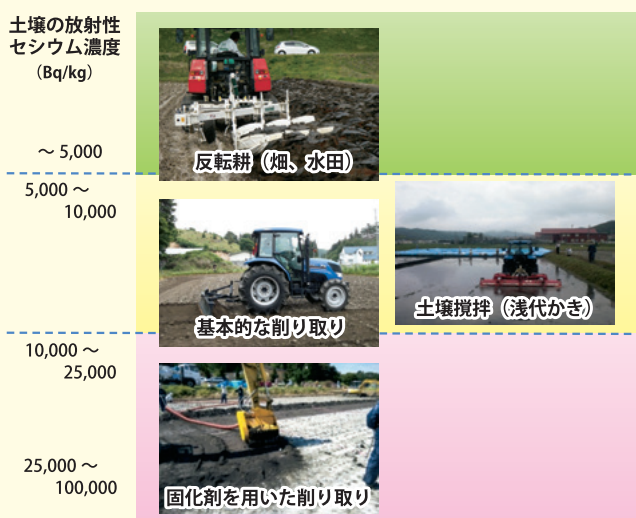 土壌の放射性
セシウム濃度
（Bq/kg）
～ 5,000
反転耕（畑、水田）
5,000 ～
10,000
基本的な削り取り
土壌撹拌（浅代かき）
10,000 ～
25,000
25,000 ～
100,000
固化剤を用いた削り取り